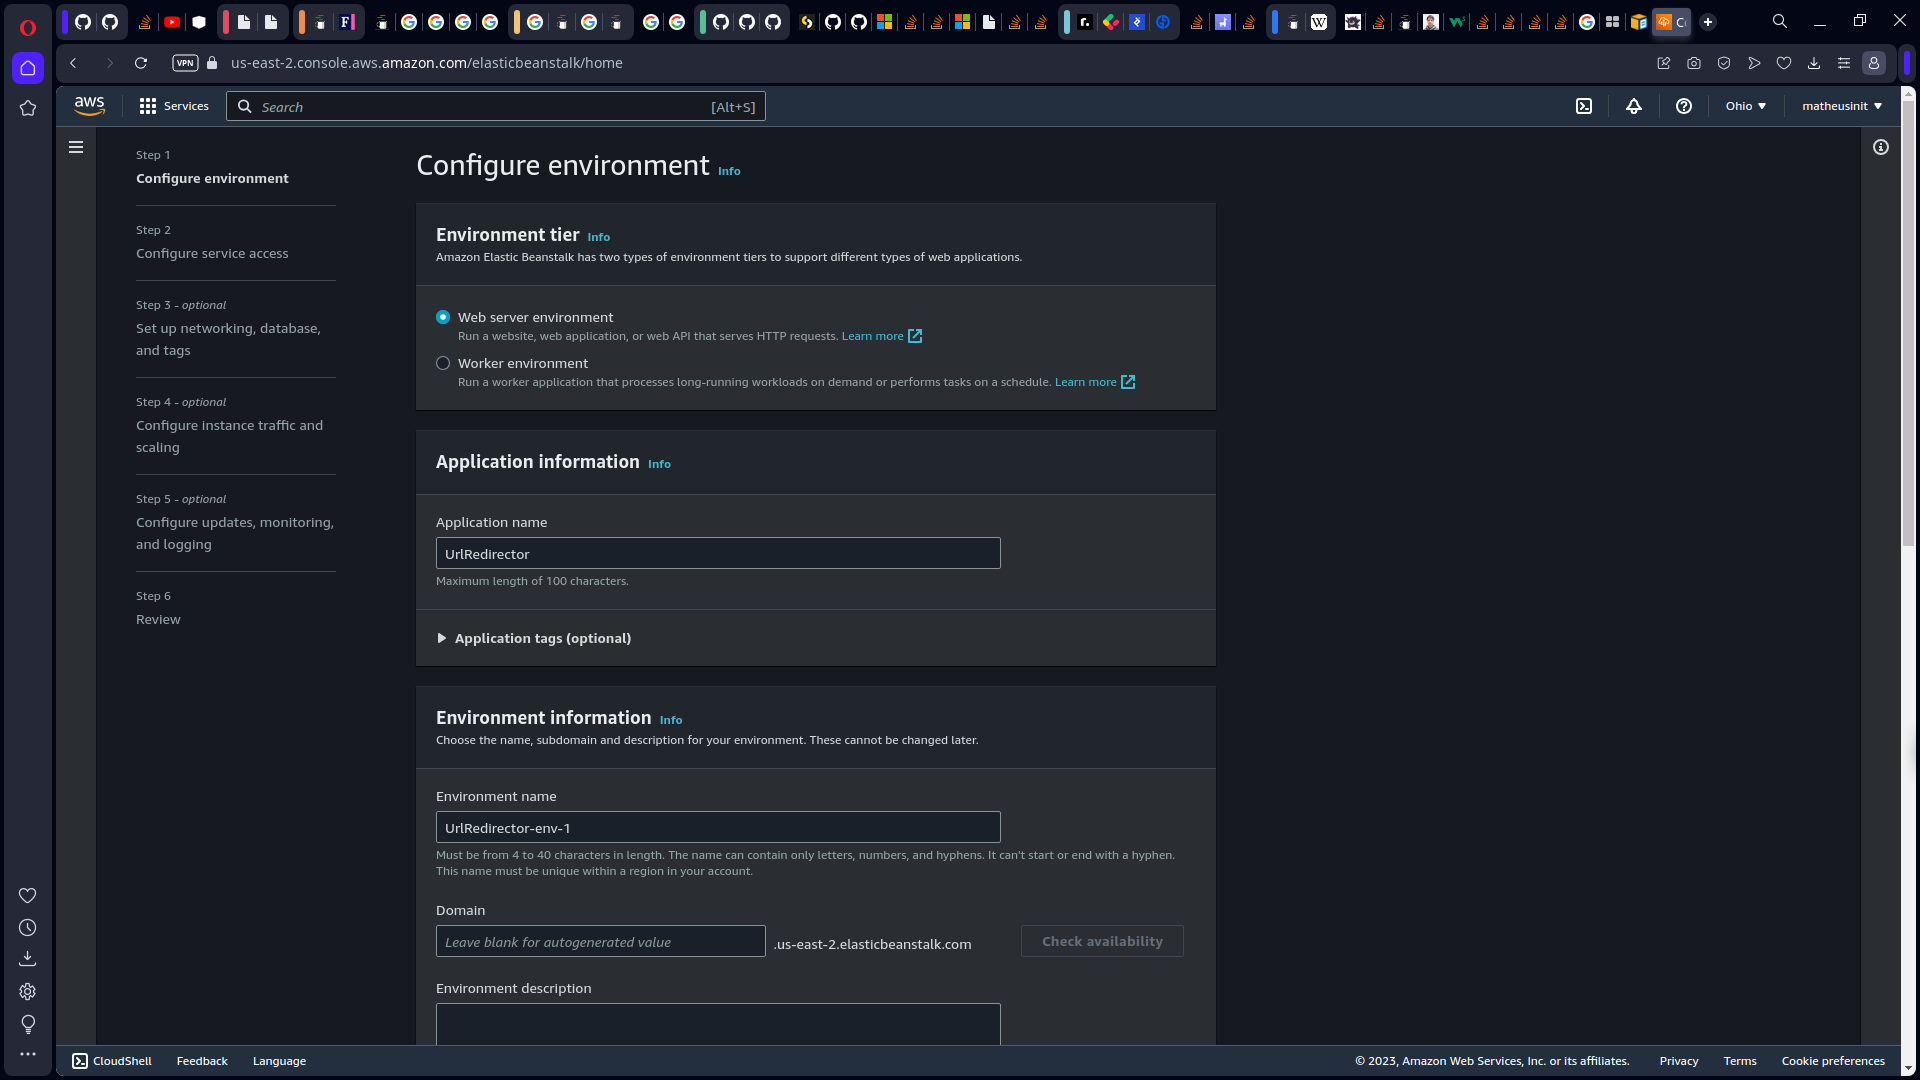 VPN
us-east-2.console.aws.amazon.com/elasticbeanstalk/home
aws
Services
Search
[Alt+S]
Ohio
matheusinit
Step 1
Configure environment
Step 2
Configure service access
Step 3 - optional
Set up networking, database,
and tags
Step 4 - optional
Configure instance traffic and
scaling
Step 5 - optional
Configure updates, monitoring,
and logging
Step 6
Review
Configure environment Info
Environment tier Info
Amazon Elastic Beanstalk has two types of environment tiers to support different types of web applications.
Web server environment
Run a website, web application, or web API that serves HTTP requests. Learn more
Worker environment
Run a worker application that processes long-running workloads on demand or performs tasks on a schedule. Learn more
Application information Info
Application name
UrlRedirector
Maximum length of 100 characters.
Application tags (optional)
Environment information Info
Choose the name, subdomain and description for your environment. These cannot be changed later.
Environment name
UrlRedirector-env-1
Must be from 4 to 40 characters in length. The name can contain only letters, numbers, and hyphens. It can't start or end with a hyphen.
This name must be unique within a region in your account.
Domain
Leave blank for autogenerated value
.us-east-2.elasticbeanstalk.com
Check availability
Environment description
CloudShell
Feedback
Language
© 2023, Amazon Web Services, Inc. or its affiliates.
Privacy
Terms
Cookie preferences